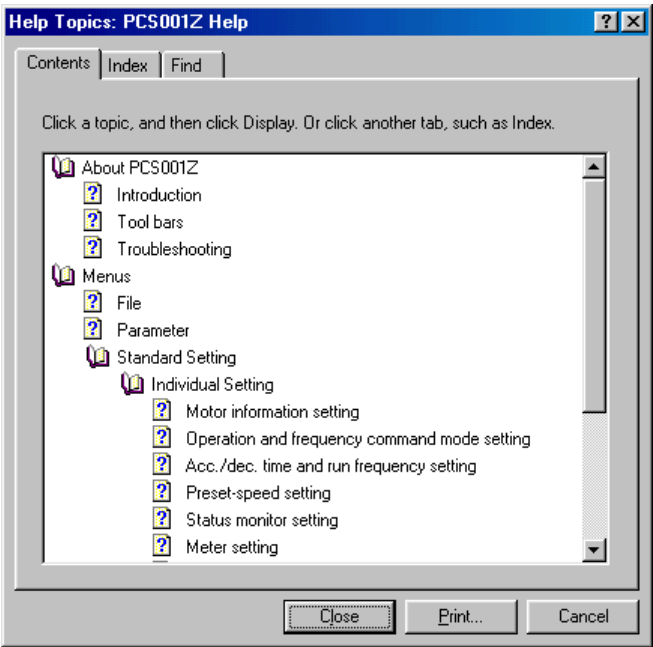 Help Topics: PCS001Z Help
Contents Index Find
Click a topic, and then click Display. Or click another tab, such as Index.
About PCS001Z
Introduction
Tool bars
Troubleshooting
Menus
File
Parameter
Standard Setting
Individual Setting
Motor information setting
Operation and frequency command mode setting
Acc./dec. time and run frequency setting
Preset-speed setting
Status monitor setting
Meter setting
Close Print... Cancel